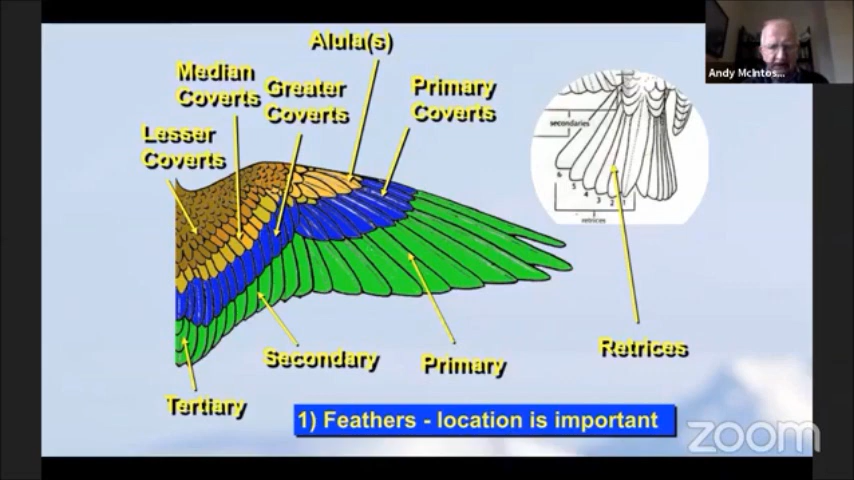 Alula(s)
Andy McIntos...
Median
Coverts
Greater
Coverts
Primary
Coverts
Lesser
Coverts
secondaries
6
5
4
3
2
1
retrices
Retrices
Secondary
Primary
Tertiary
1) Feathers - location is important
zoom